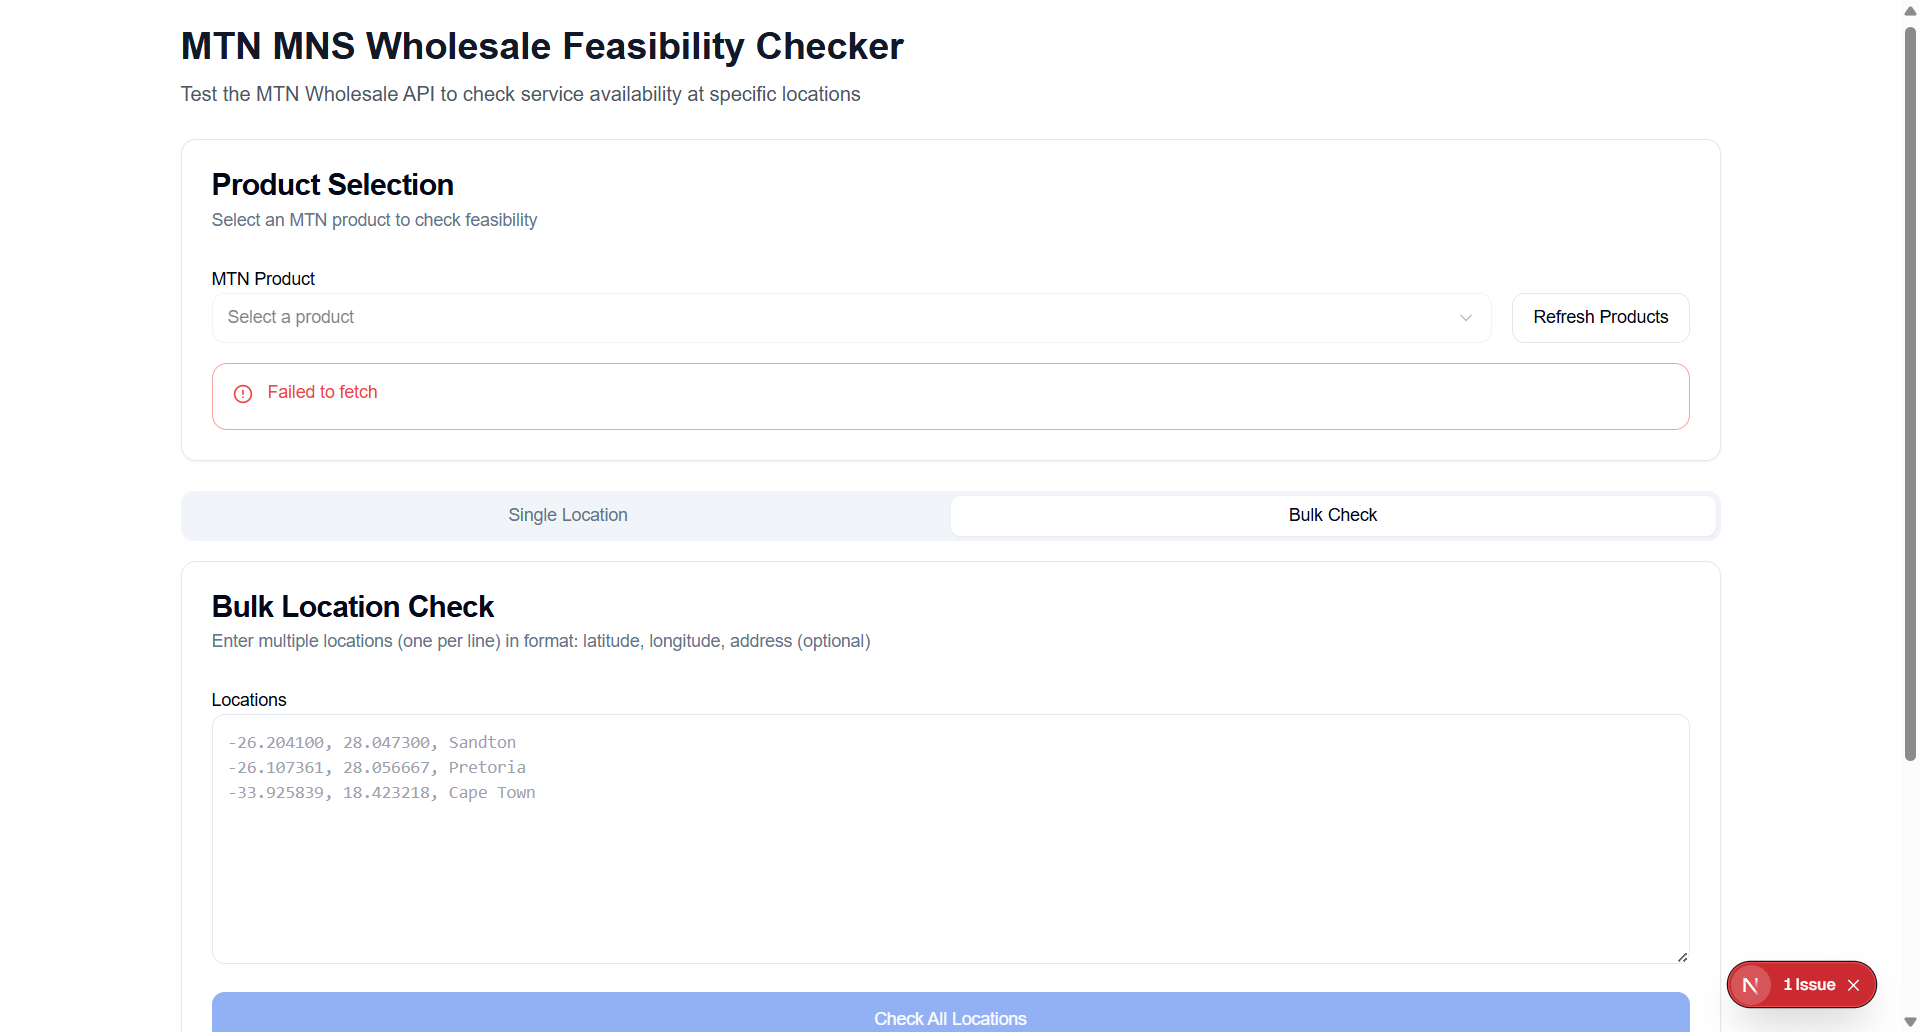 MTN MNS Wholesale Feasibility Checker
Test the MTN Wholesale API to check service availability at specific locations
Product Selection
Select an MTN product to check feasibility
MTN Product
Select a product
Refresh Products
Failed to fetch
Single Location
Bulk Check
Bulk Location Check
Enter multiple locations (one per line) in format: latitude, longitude, address (optional)
Locations
-26.204100, 28.047300, Sandton
-26.107361, 28.056667, Pretoria
-33.925839, 18.423218, Cape Town
N 1 Issue
Check All Locations